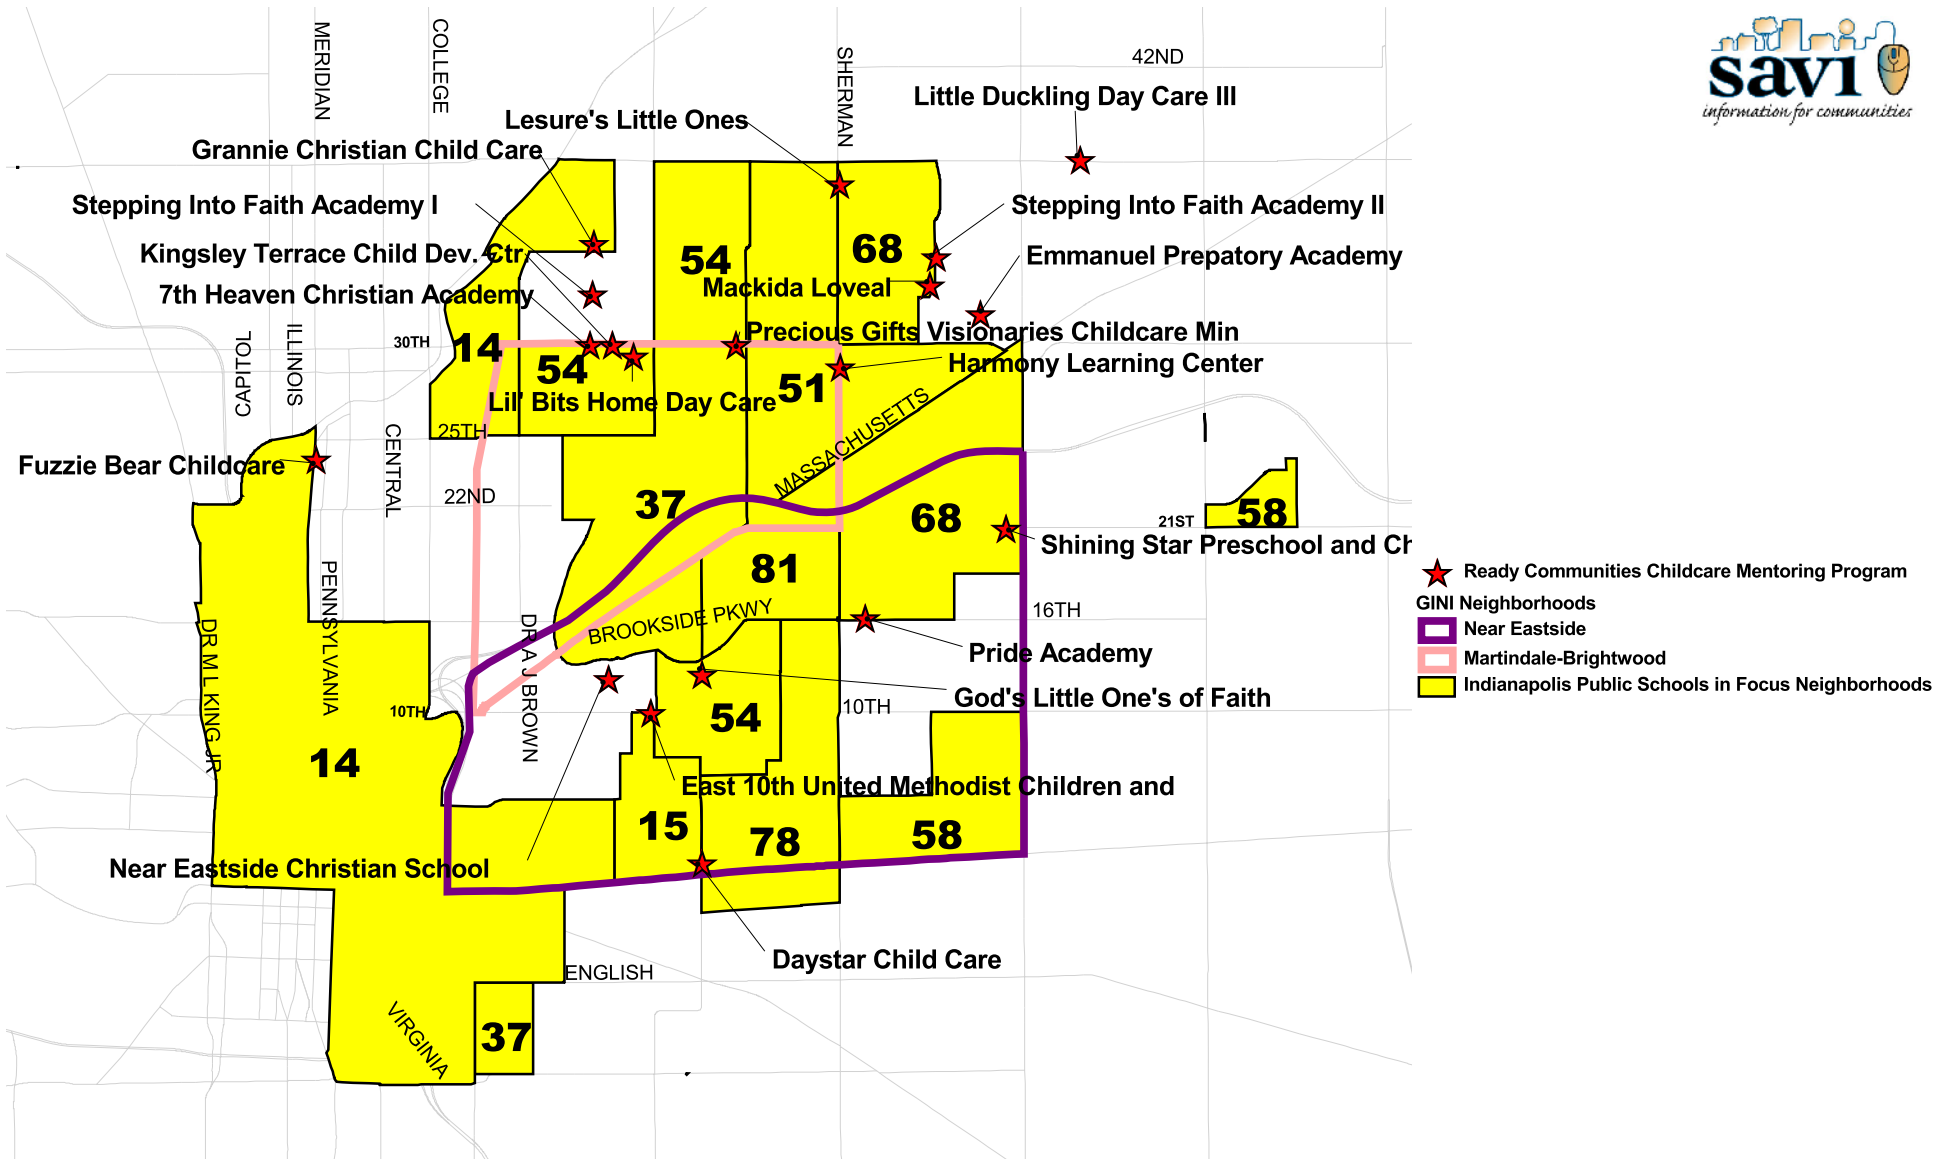 MERIDIAN
COLLEGE
SHERMAN
42ND
savi
information for communities
Little Duckling Day Care III
Lesure's Little Ones
Grannie Christian Child Care
Stepping Into Faith Academy I
Stepping Into Faith Academy II
Kingsley Terrace Child Dev. Ctr.
54
68
Emmanuel Prepatory Academy
7th Heaven Christian Academy
Mackida Loveal
CAPITOL
ILLINOIS
30TH
14
54
Precious Gifts Visionaries Childcare Min
Harmony Learning Center
51
Lil' Bits Home Day Care
MASSACHUSETTS
25TH
CENTRAL
Fuzzie Bear Childcare
22ND
37
68
21ST
58
Shining Star Preschool and Ch
81
Ready Communities Childcare Mentoring Program
GINI Neighborhoods
Near Eastside
Martindale-Brightwood
Indianapolis Public Schools in Focus Neighborhoods
PENNSYLVANIA
DR M L KING JR
DR A J BROWN
BROOKSIDE PKWY
16TH
Pride Academy
God's Little One's of Faith
10TH
10TH
54
14
East 10th United Methodist Children and
15
78
58
Near Eastside Christian School
Daystar Child Care
ENGLISH
VIRGINIA
37